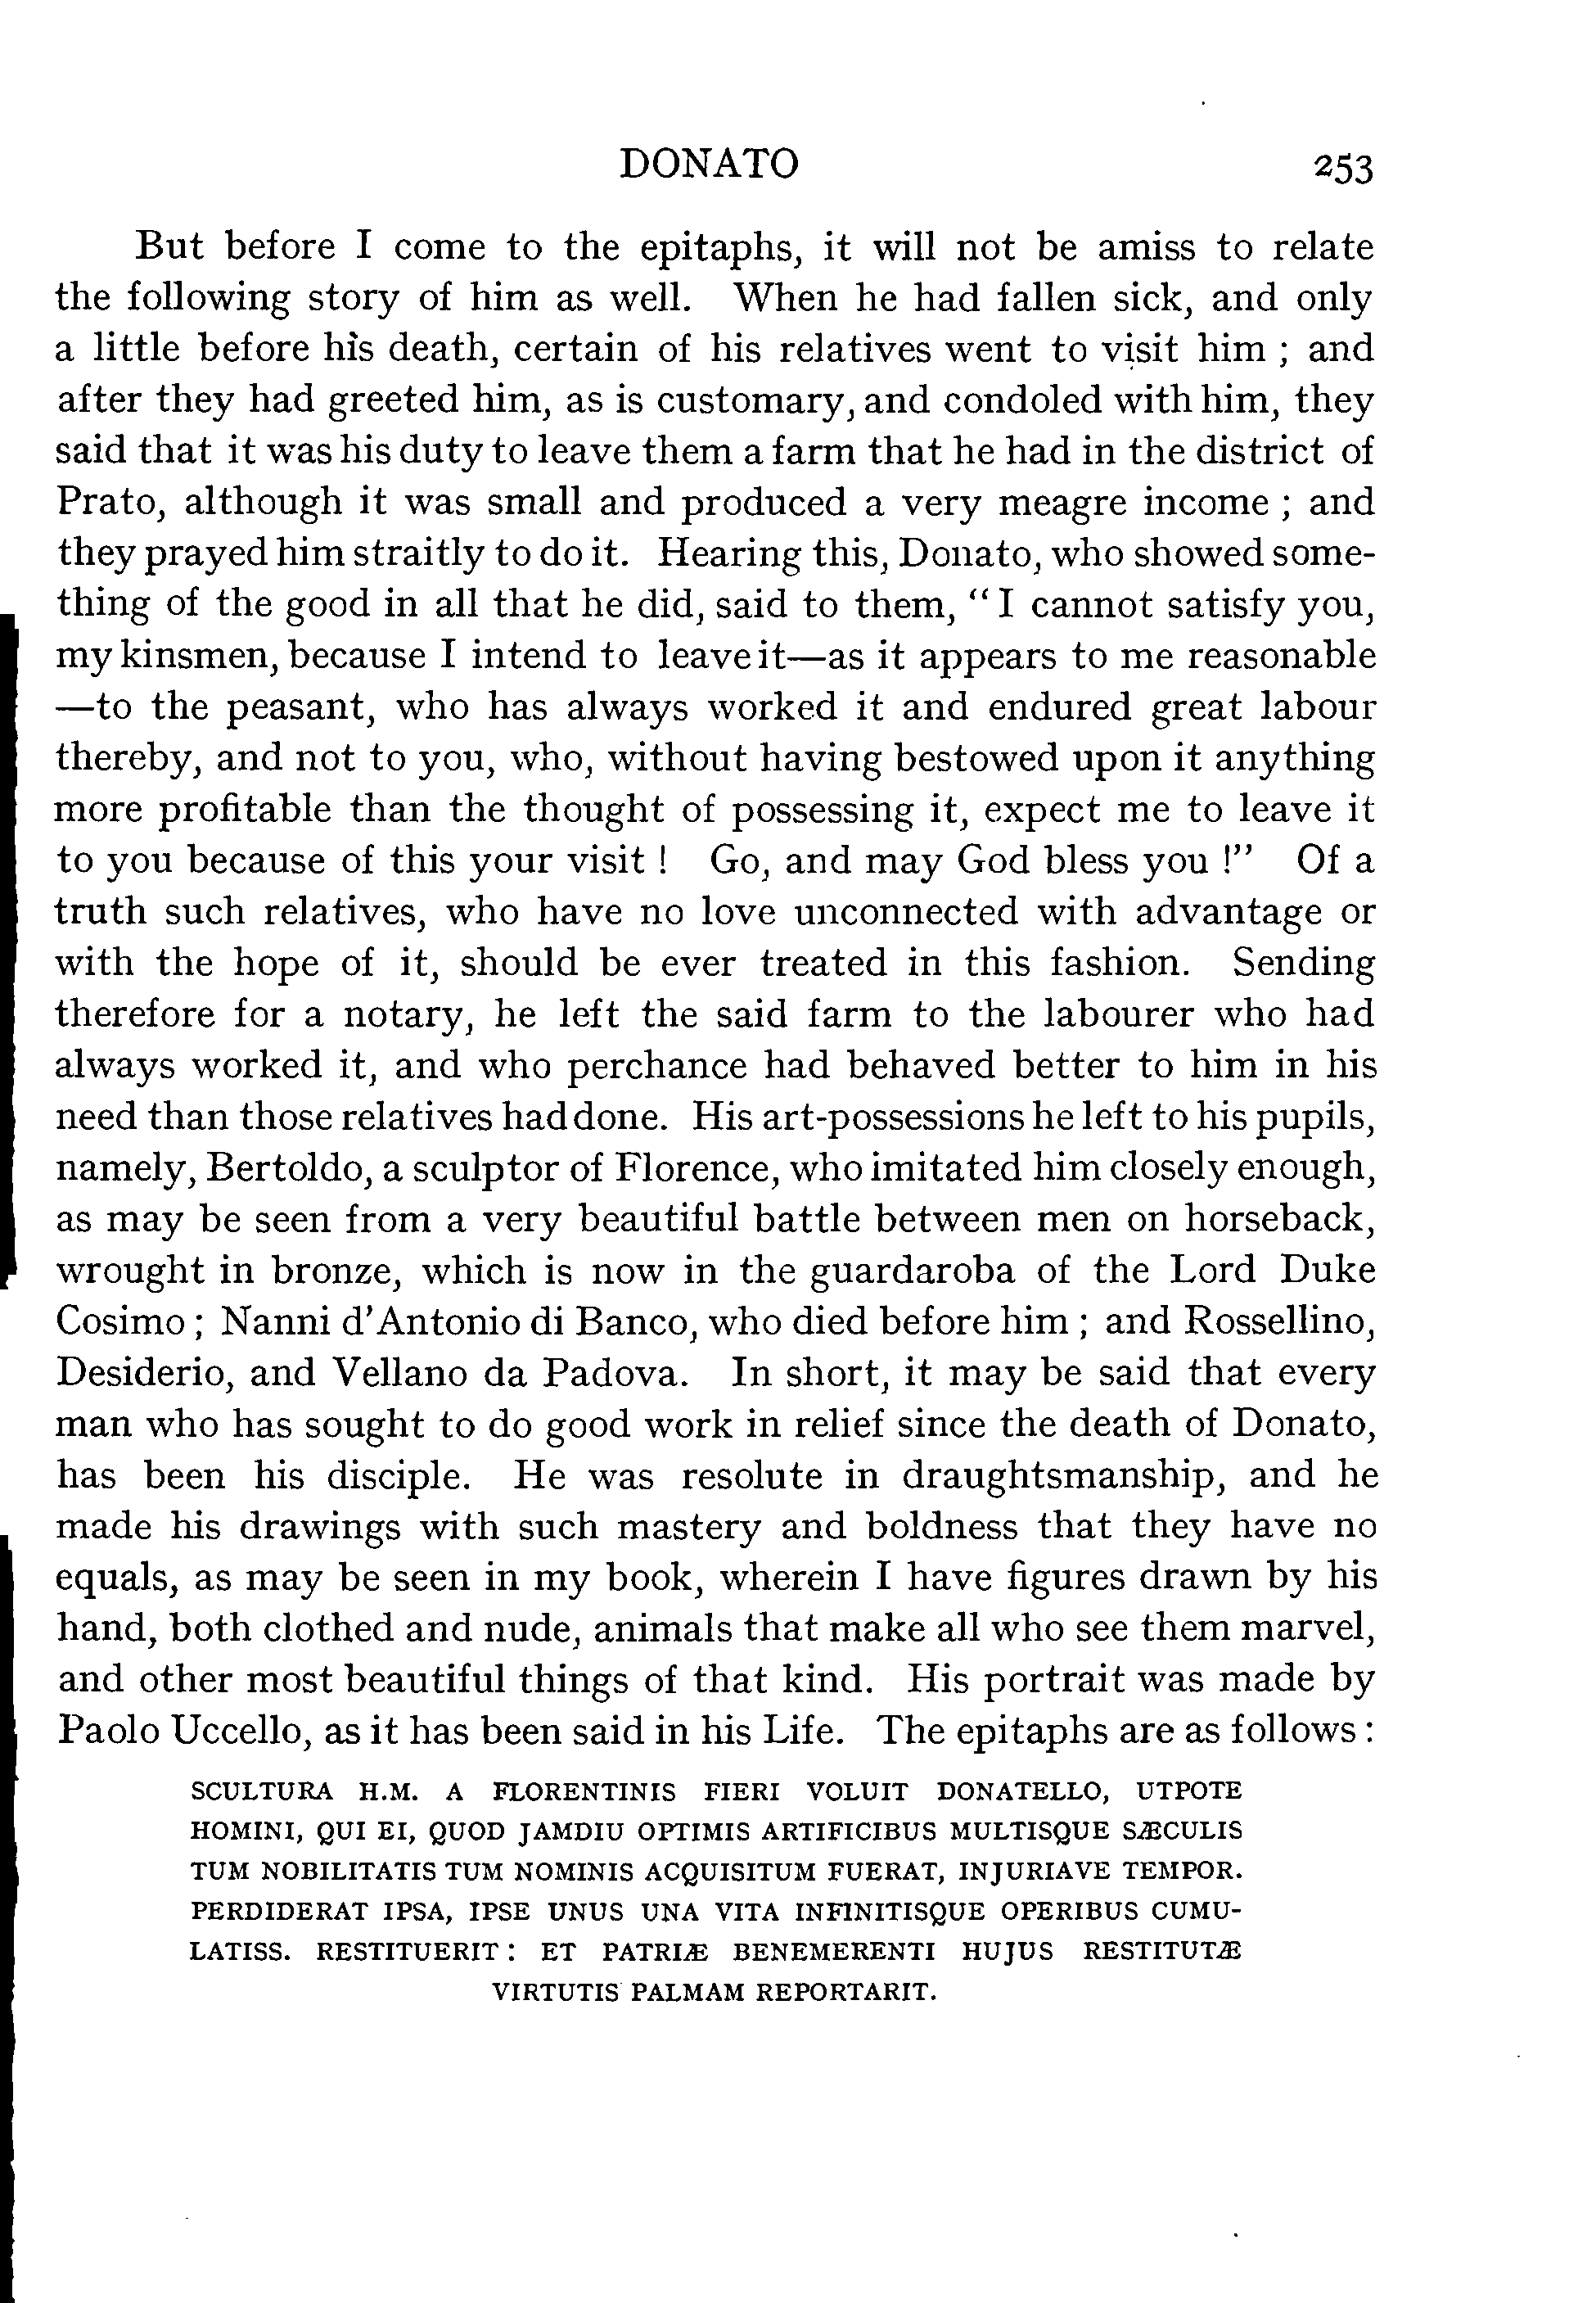 DONATO 253
But before I come to the epitaphs, it will not be amiss to relate
the following story of him as well. When he had fallen sick, and only
a little before his death, certain of his relatives went to visit him ; and
after they had greeted him, as is customary, and condoled with him, they
said that it was his duty to leave them a farm that he had in the district of
Prato, although it was small and produced a very meagre income ; and
they prayed him straitly to do it. Hearing this, Donato, who showed some-
thing of the good in all that he did, said to them, “ I cannot satisfy you,
my kinsmen, because I intend to leave it—as it appears to me reasonable
—to the peasant, who has always worked it and endured great labour
thereby, and not to you, who, without having bestowed upon it anything
more profitable than the thought of possessing it, expect me to leave it
to you because of this your visit ! Go, and may God bless you !” Of a
truth such relatives, who have no love unconnected with advantage or
with the hope of it, should be ever treated in this fashion. Sending
therefore for a notary, he left the said farm to the labourer who had
always worked it, and who perchance had behaved better to him in his
need than those relatives had done. His art-possessions he left to his pupils,
namely, Bertoldo, a sculptor of Florence, who imitated him closely enough,
as may be seen from a very beautiful battle between men on horseback,
wrought in bronze, which is now in the guardaroba of the Lord Duke
Cosimo ; Nanni d’Antonio di Banco, who died before him ; and Rossellino,
Desiderio, and Vellano da Padova. In short, it may be said that every
man who has sought to do good work in relief since the death of Donato,
has been his disciple. He was resolute in draughtsmanship, and he
made his drawings with such mastery and boldness that they have no
equals, as may be seen in my book, wherein I have figures drawn by his
hand, both clothed and nude, animals that make all who see them marvel,
and other most beautiful things of that kind. His portrait was made by
Paolo Uccello, as it has been said in his Life. The epitaphs are as follows :
SCULTURA H.M. A FLORENTINIS FIERI VOLUIT DONATELLO, UTPOTE
HOMINI, QUI EI, QUOD JAMDIU OPTIMIS ARTIFICIBUS MULTISQUE SÆCULIS
TUM NOBILITATIS TUM NOMINIS ACQUISITUM FUERAT, INJURIAVE TEMPOR.
PERDIDERAT IPSA, IPSE UNUS UNA VITA INFINITISQUE OPERIBUS CUMU-
LATISS. RESTITUERIT : ET PATRIÆ BENEMERENTI HUJUS RESTITUTÆ
VIRTUTIS PALMAM REPORTARIT.